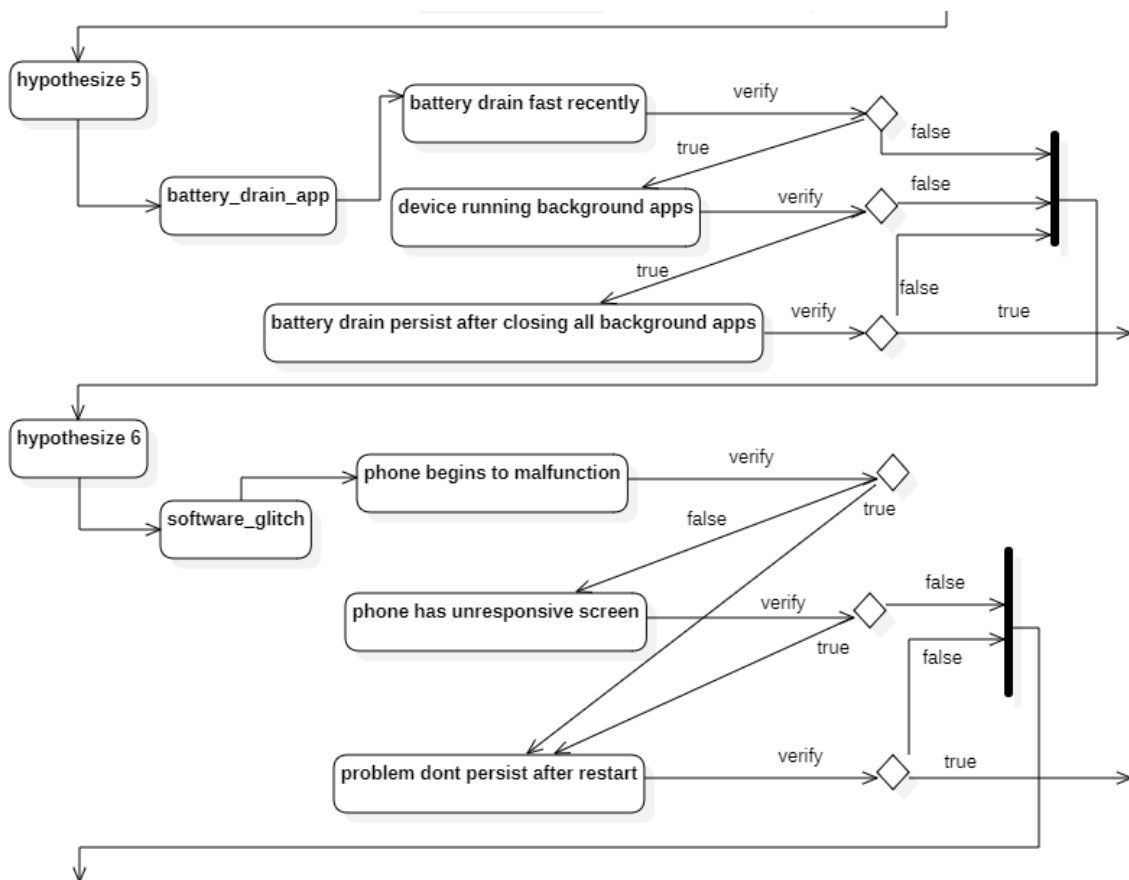 hypothesize 5
battery drain fast recently
verify
false
true
battery_drain_app
device running background apps
verify
false
true
false
battery drain persist after closing all background apps
verify
true
hypothesize 6
phone begins to malfunction
verify
true
software_glitch
false
phone has unresponsive screen
verify
false
true
false
problem dont persist after restart
verify
true